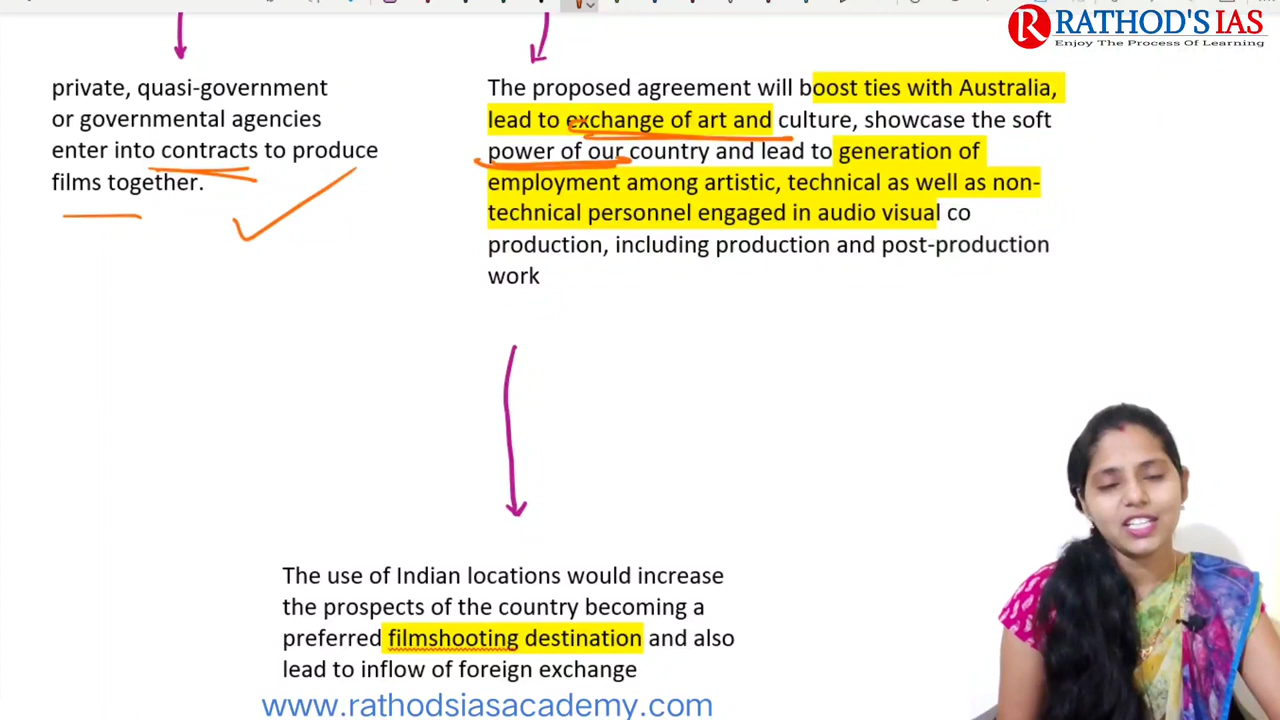 RATHOD'S IAS
Enjoy The Process Of Learning
private, quasi-government
or governmental agencies
enter into contracts to produce
films together.
The proposed agreement will boost ties with Australia,
lead to exchange of art and culture, showcase the soft
power of our country and lead to generation of
employment among artistic, technical as well as non-
technical personnel engaged in audio visual co
production, including production and post-production
work
The use of Indian locations would increase
the prospects of the country becoming a
preferred filmshooting destination and also
lead to inflow of foreign exchange
www.rathodsiasacademy.com